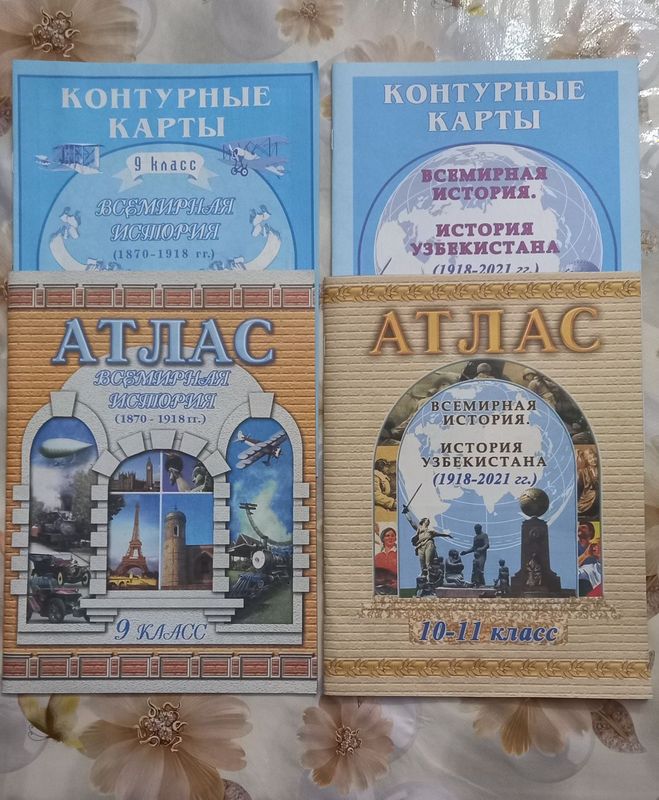 КОНТУРНЫЕ
КАРТЫ
9 класс
ВСЕМИРНАЯ
ИСТОРИЯ
(1870-1918 гг.)
КОНТУРНЫЕ
КАРТЫ
ВСЕМИРНАЯ
ИСТОРИЯ.
ИСТОРИЯ
УЗБЕКИСТАНА
(1918-2021 гг.)
АТЛАС
ВСЕМИРНАЯ
ИСТОРИЯ
(1870-1918 гг.)
9 КЛАСС
АТЛАС
ВСЕМИРНАЯ
ИСТОРИЯ.
ИСТОРИЯ
УЗБЕКИСТАНА
(1918-2021 гг.)
10-11 класс